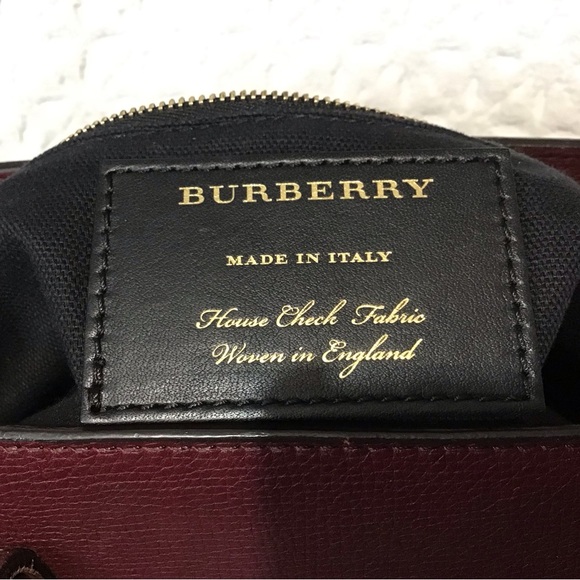 BURBERRY
MADE IN ITALY
House Check Fabric
Woven in England